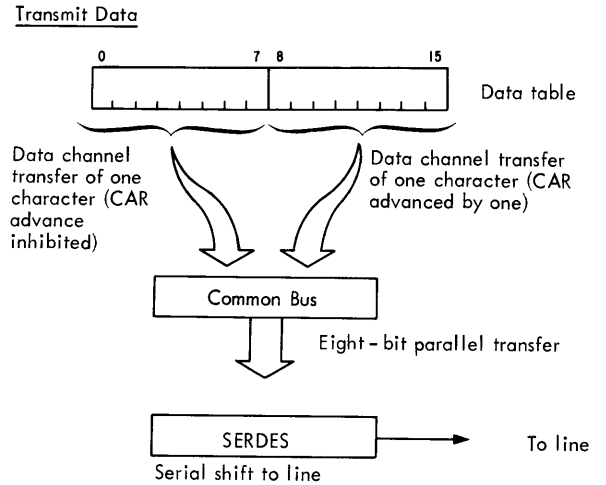 Transmit Data
0 7 8 15
Data table
Data channel
transfer of one
character (CAR
advance
inhibited)
Data channel transfer
of one character (CAR
advanced by one)
Common Bus
Eight-bit parallel transfer
SERDES
To line
Serial shift to line